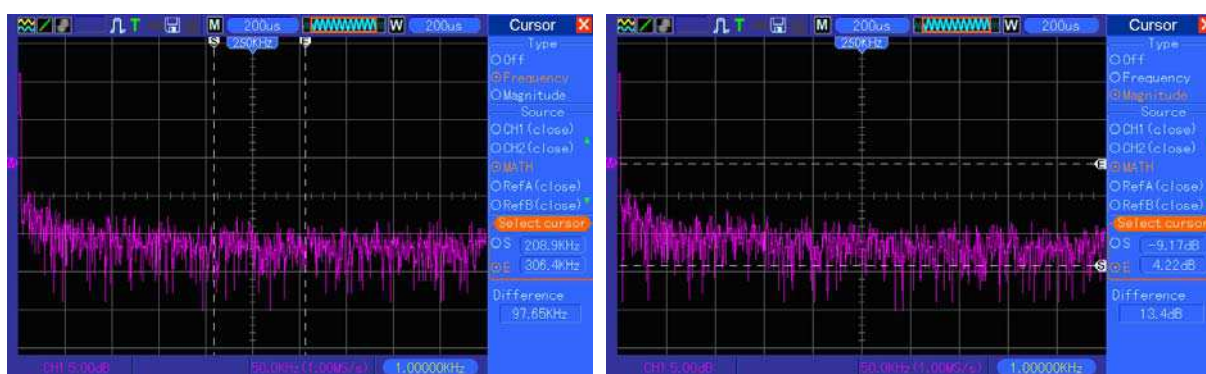 T M 200us W 200us Cursor
S 250KHz E
Type
Off
Frequency
Magnitude
Source
CH1(close)
CH2(close)
MATH
RefA(close)
RefB(close)
Select cursor
S 208.9KHz
E 306.4KHz
Difference
97.65KHz
CH1:5.00dB 50.0KHz(1.00MS/s) 1.00000KHz
T M 200us W 200us Cursor
250KHz
Type
Off
Frequency
Magnitude
Source
CH1(close)
CH2(close)
E MATH
RefA(close)
RefB(close)
Select cursor
S S -9.17dB
E 4.22dB
Difference
13.4dB
CH1:5.00dB 50.0KHz(1.00MS/s) 1.00000KHz